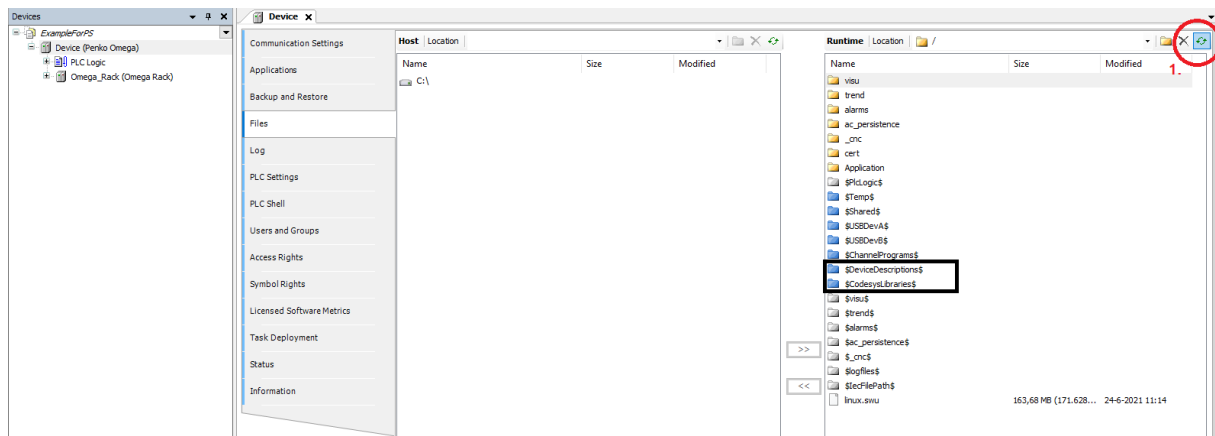 Devices
ExampleForPS
Device (Penko Omega)
PLC Logic
Omega_Rack (Omega Rack)
Device
Communication Settings
Applications
Backup and Restore
Files
Log
PLC Settings
PLC Shell
Users and Groups
Access Rights
Symbol Rights
Licensed Software Metrics
Task Deployment
Status
Information
Host Location
Name Size Modified
C:\
>>
<<
Runtime Location /
1.
Name Size Modified
visu
trend
alarms
ac_persistence
_cnc
cert
Application
$PlcLogic$
$Temp$
$Shared$
$USBDevA$
$USBDevB$
$ChannelPrograms$
$DeviceDescriptions$
$CodesysLibraries$
$visu$
$trend$
$alarms$
$ac_persistence$
$_cnc$
$logfiles$
$IecFilePath$
linux.swu 163,68 MB (171.628... 24-6-2021 11:14